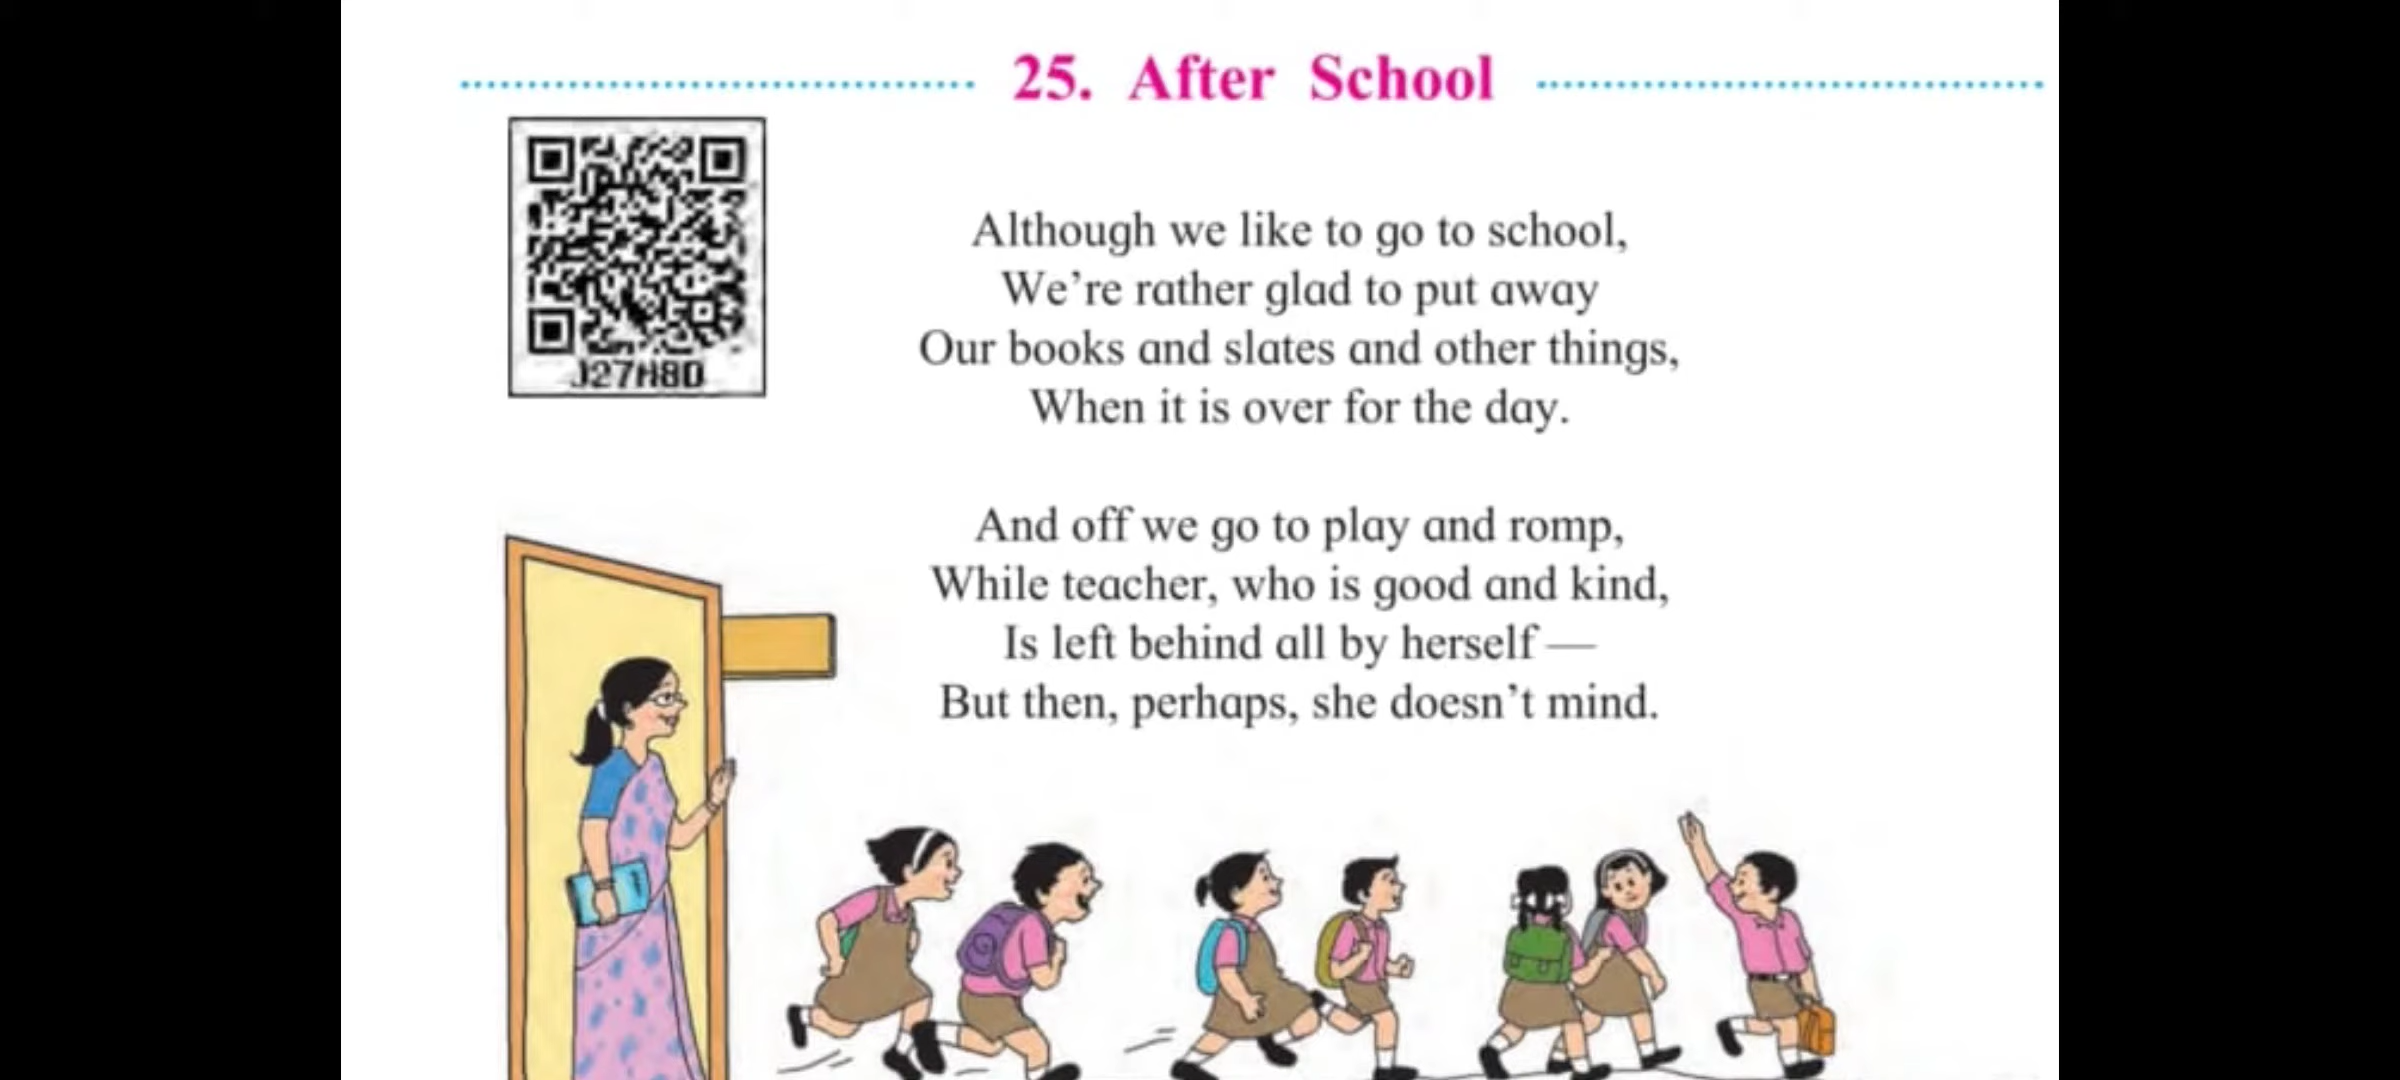 25. After School
J27H8D
Although we like to go to school,
We're rather glad to put away
Our books and slates and other things,
When it is over for the day.
And off we go to play and romp,
While teacher, who is good and kind,
Is left behind all by herself —
But then, perhaps, she doesn't mind.